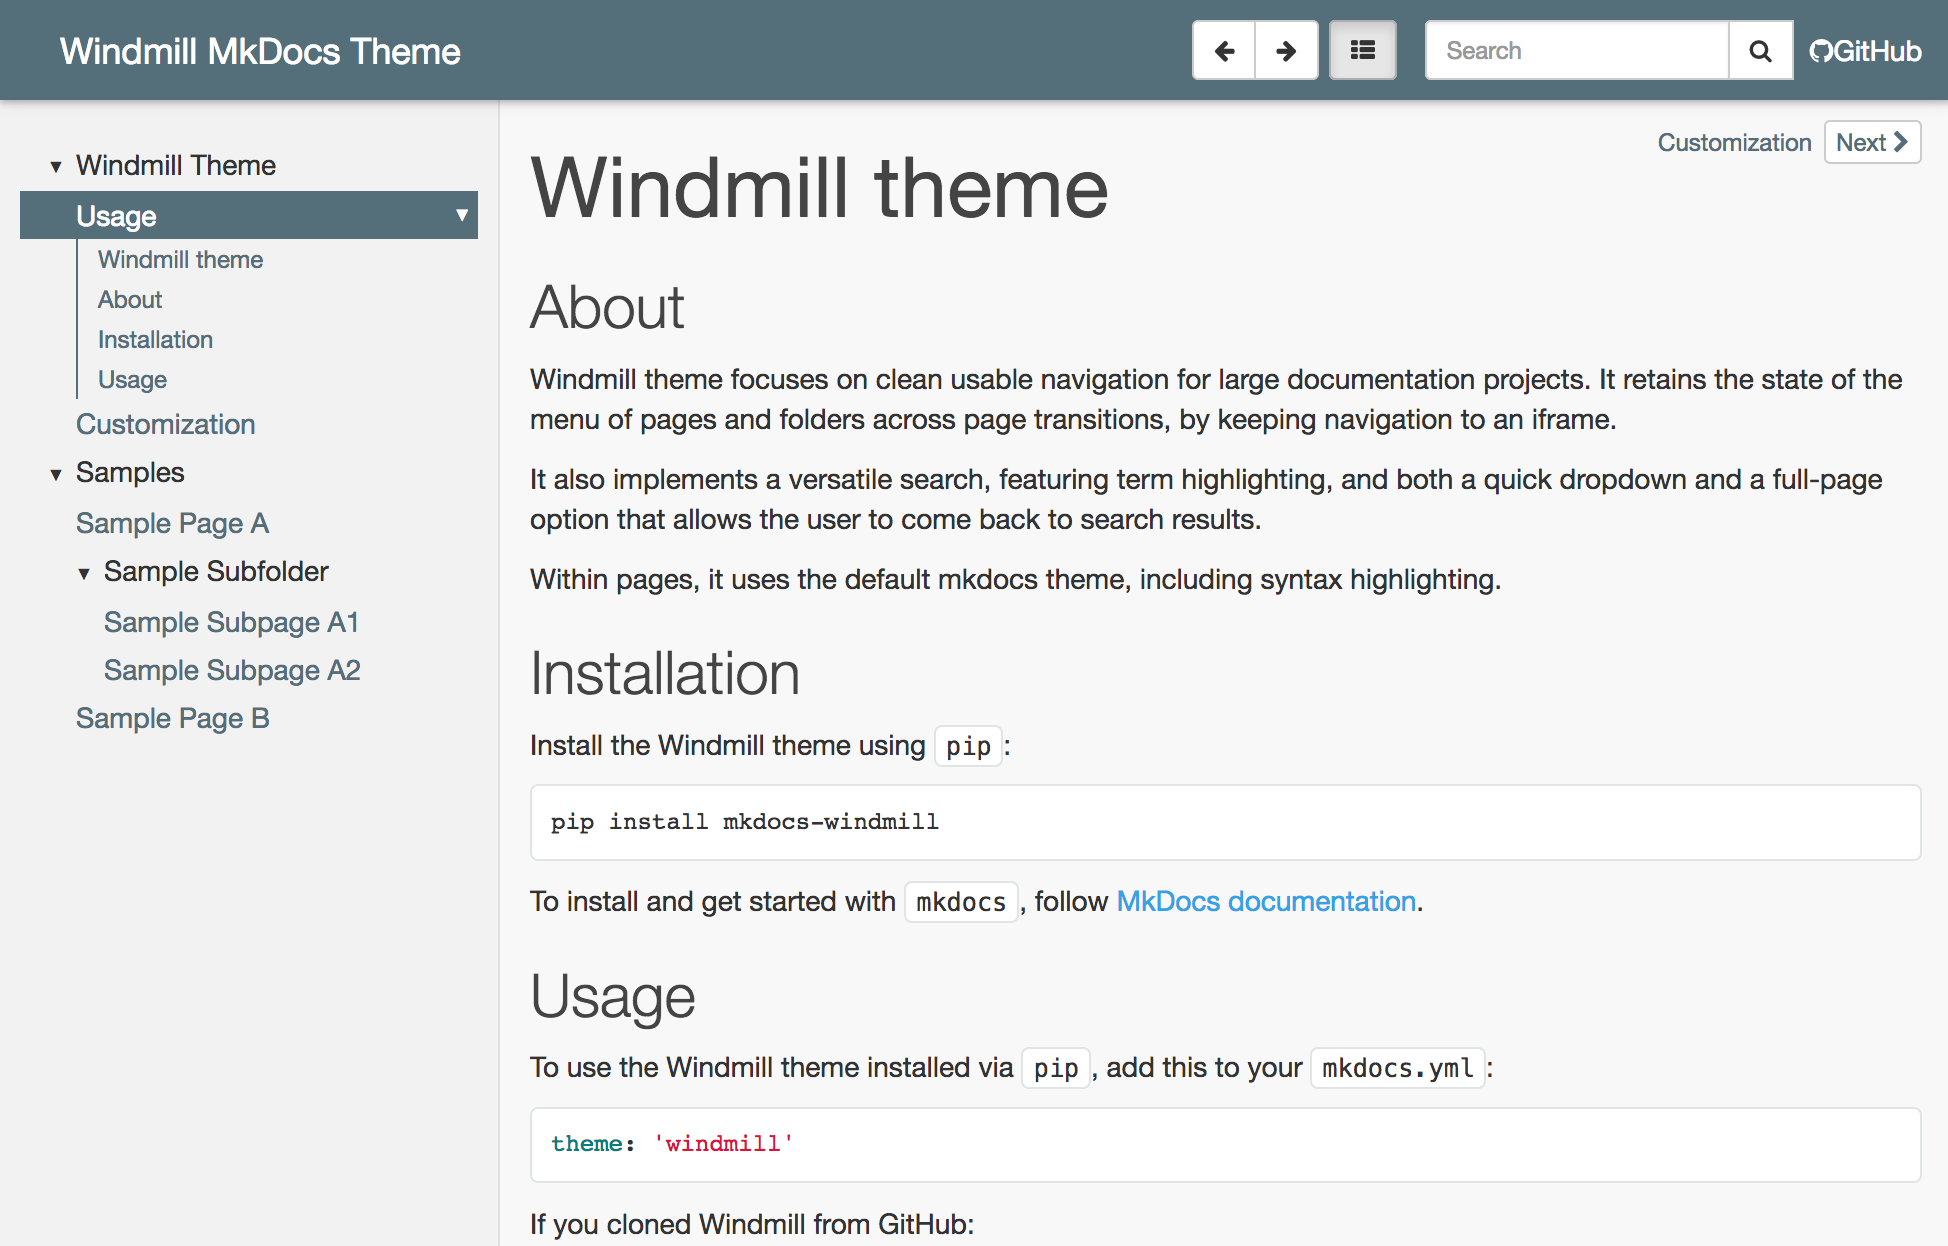 Windmill MkDocs Theme
Search
GitHub
Windmill Theme
Usage
Windmill theme
About
Installation
Usage
Customization
Samples
Sample Page A
Sample Subfolder
Sample Subpage A1
Sample Subpage A2
Sample Page B
Customization Next
Windmill theme
About
Windmill theme focuses on clean usable navigation for large documentation projects. It retains the state of the
menu of pages and folders across page transitions, by keeping navigation to an iframe.
It also implements a versatile search, featuring term highlighting, and both a quick dropdown and a full-page
option that allows the user to come back to search results.
Within pages, it uses the default mkdocs theme, including syntax highlighting.
Installation
Install the Windmill theme using pip:
pip install mkdocs-windmill
To install and get started with mkdocs, follow MkDocs documentation.
Usage
To use the Windmill theme installed via pip, add this to your mkdocs.yml:
theme: 'windmill'
If you cloned Windmill from GitHub: